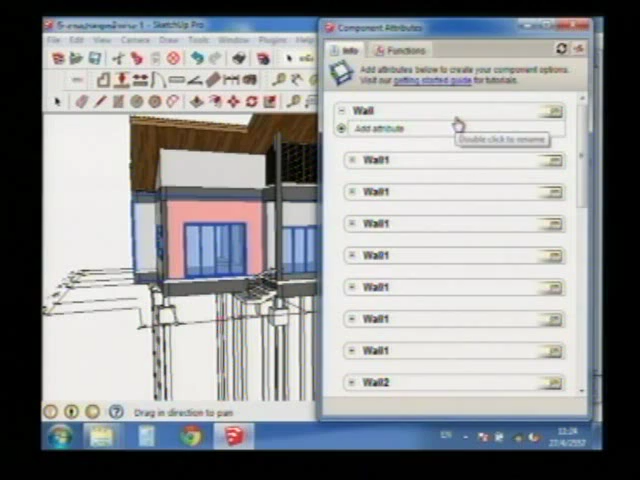 - SketchUp Pro
File Edit View Camera Draw Tools Window Plugins Help
Component Attributes
Info
Functions
Add attributes below to create your component options.
Visit our getting started guide for tutorials.
Wall
Add attribute
Double click to rename
Wall1
Wall1
Wall1
Wall1
Wall1
Wall1
Wall1
Wall2
Drag in direction to pan
EN
11:24
27/4/2557